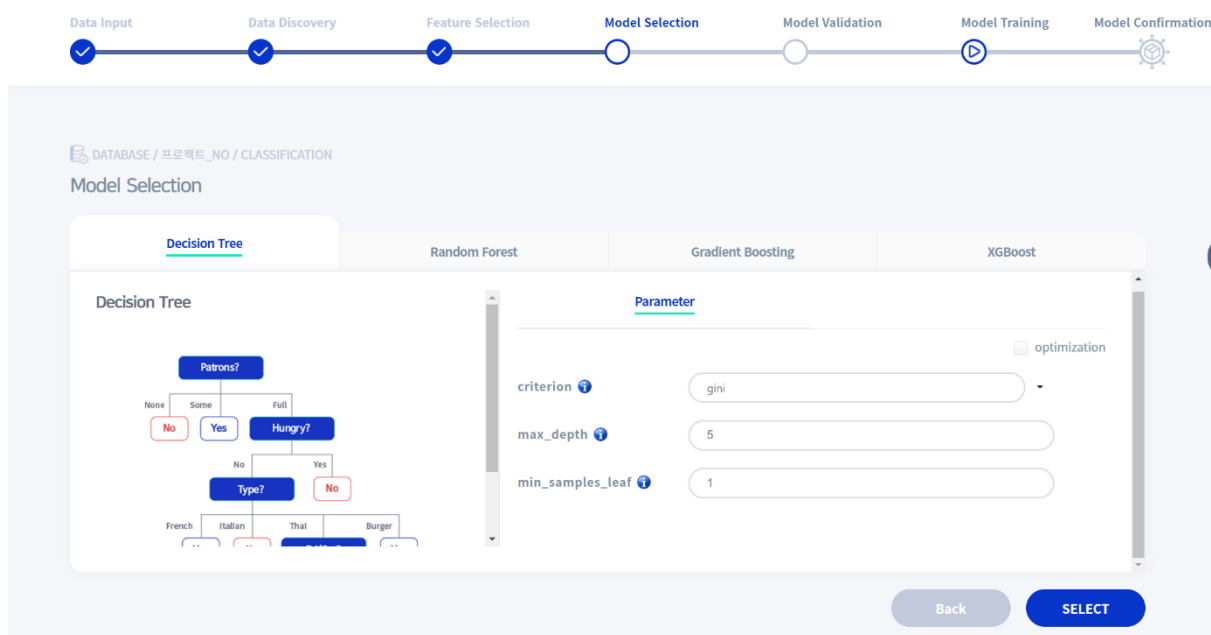 Data Input
Data Discovery
Feature Selection
Model Selection
Model Validation
Model Training
Model Confirmation
DATABASE / 프로젝트_NO / CLASSIFICATION
Model Selection
Decision Tree
Random Forest
Gradient Boosting
XGBoost
Decision Tree
Patrons?
None Some Full
No Yes Hungry?
No Yes
Type? No
French Italian Thai Burger
Parameter
optimization
criterion gini
max_depth 5
min_samples_leaf 1
Back
SELECT